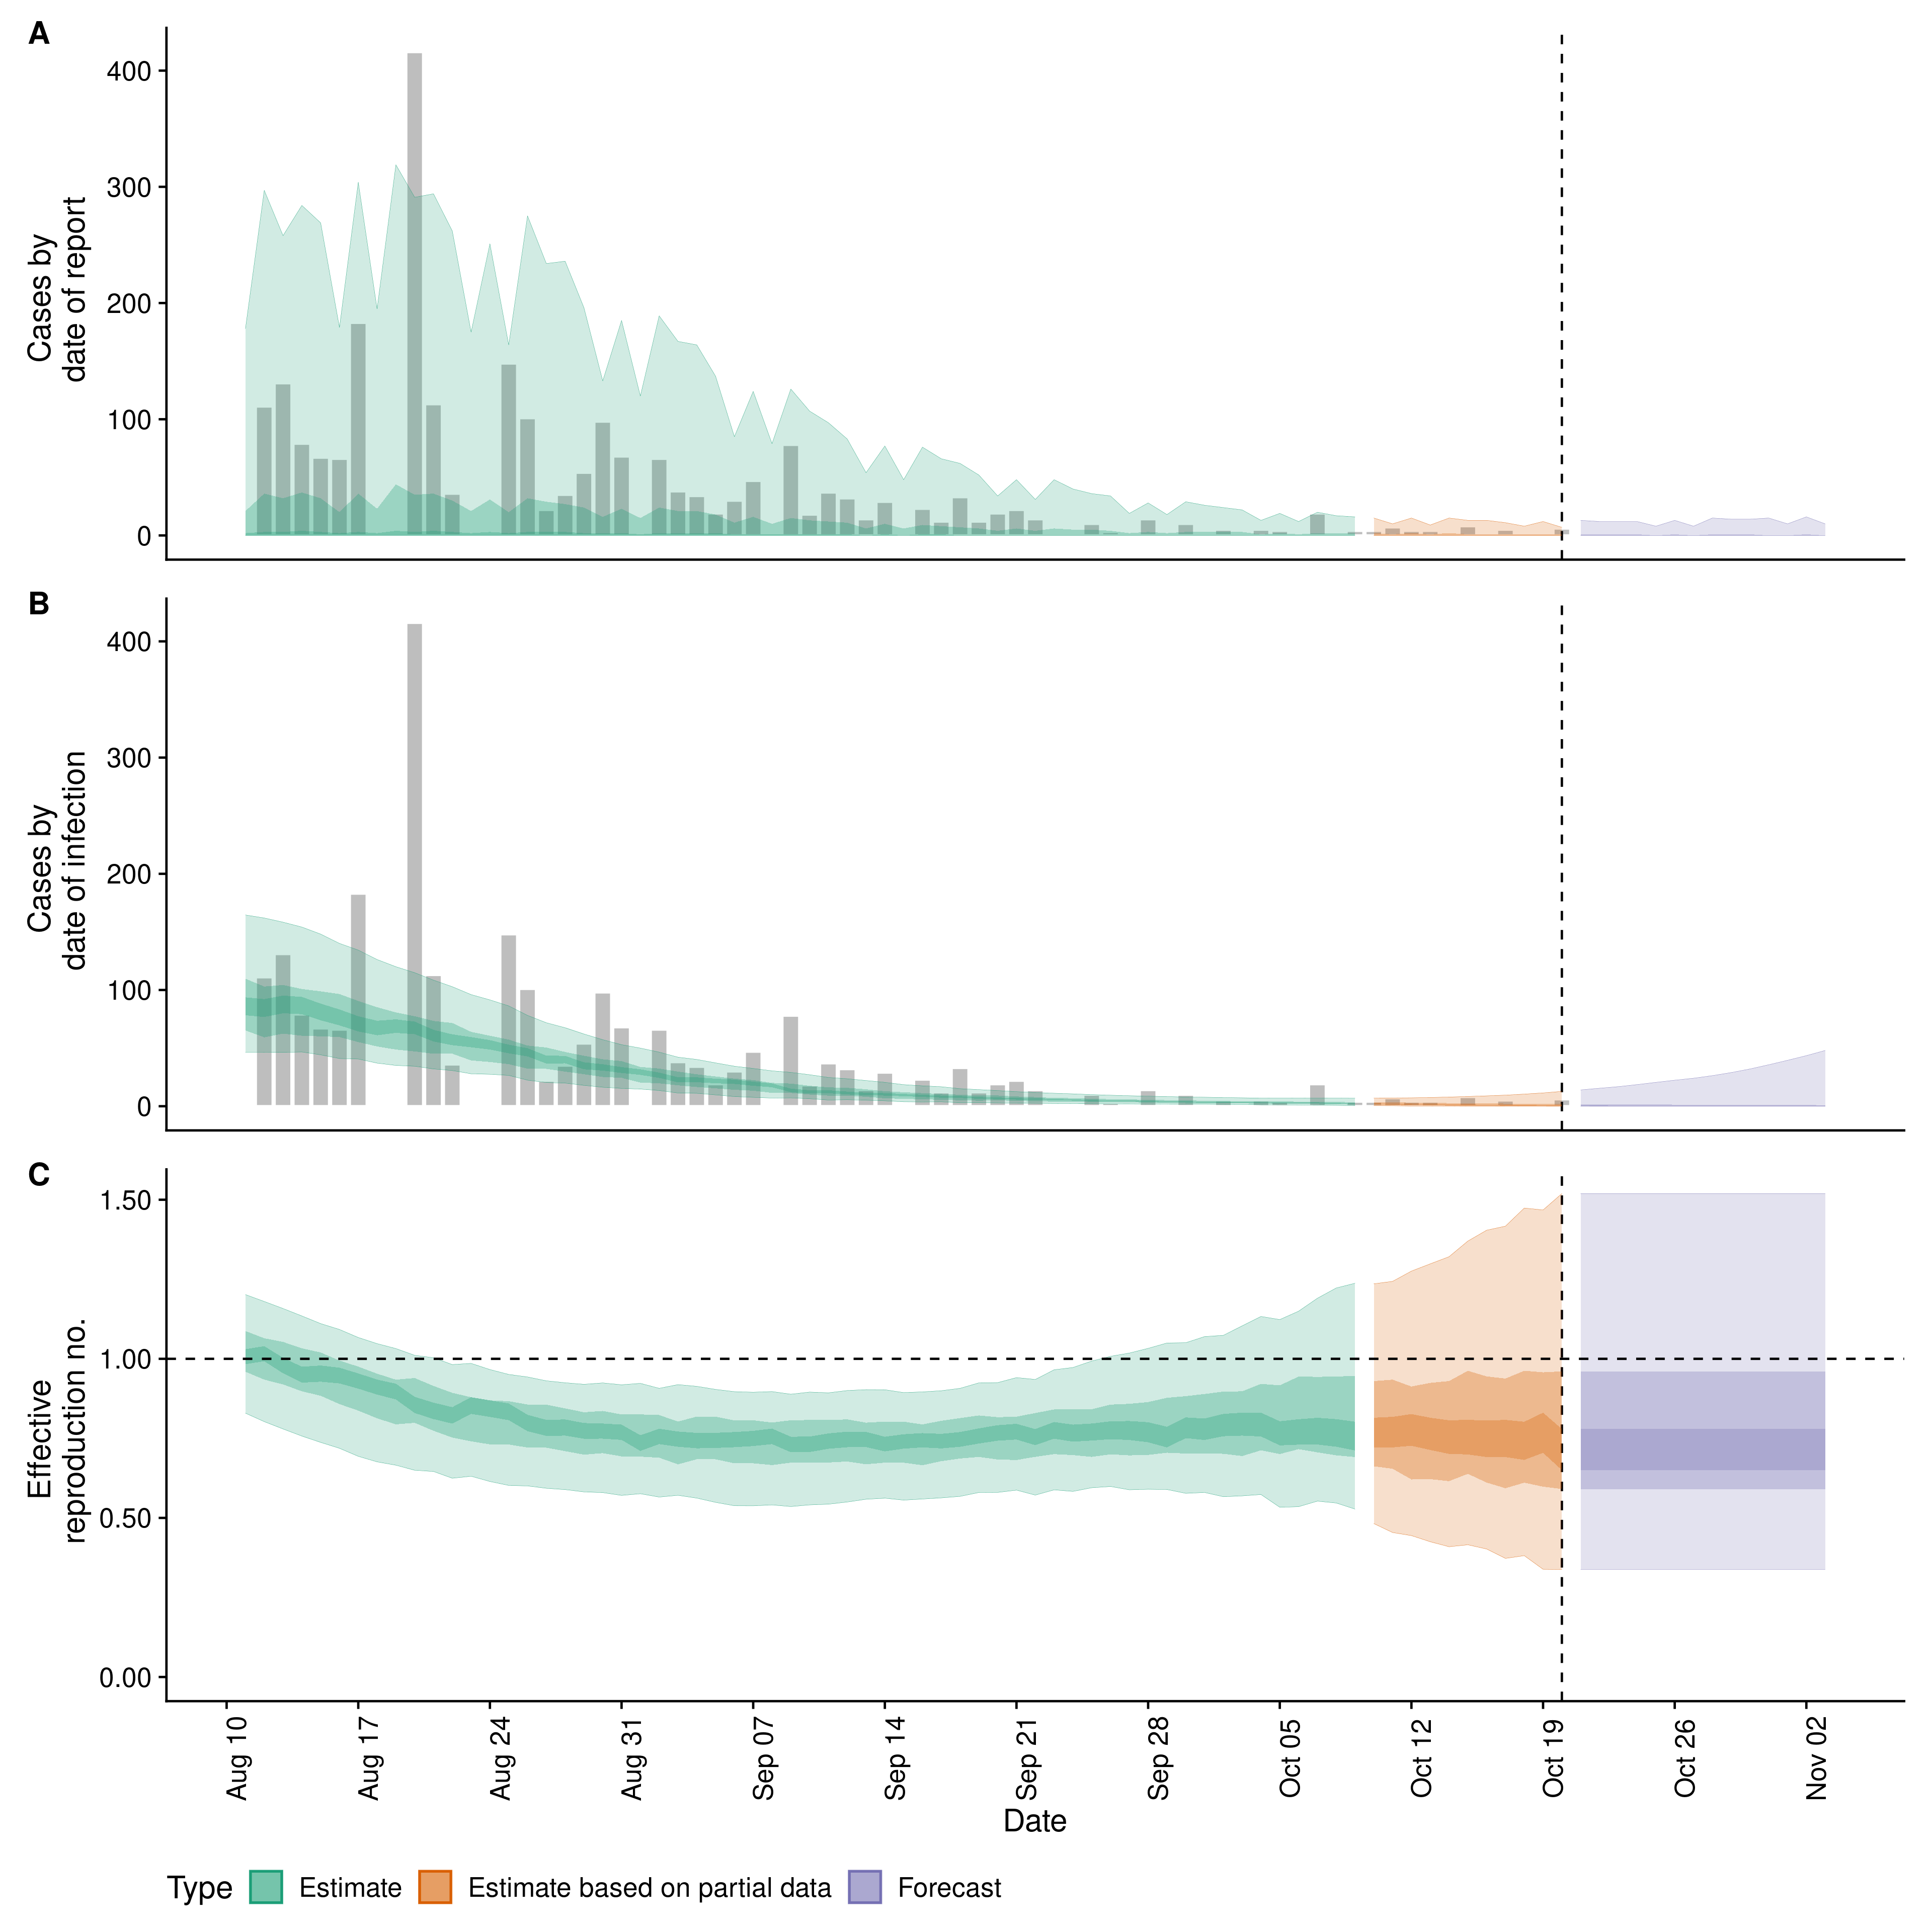 A
Cases by
date of report
400
300
200
100
0
B
Cases by
date of infection
400
300
200
100
0
C
Effective
reproduction no.
1.50
1.00
0.50
0.00
Aug 10
Aug 17
Aug 24
Aug 31
Sep 07
Sep 14
Sep 21
Sep 28
Oct 05
Oct 12
Oct 19
Oct 26
Nov 02
Date
Type Estimate Estimate based on partial data Forecast